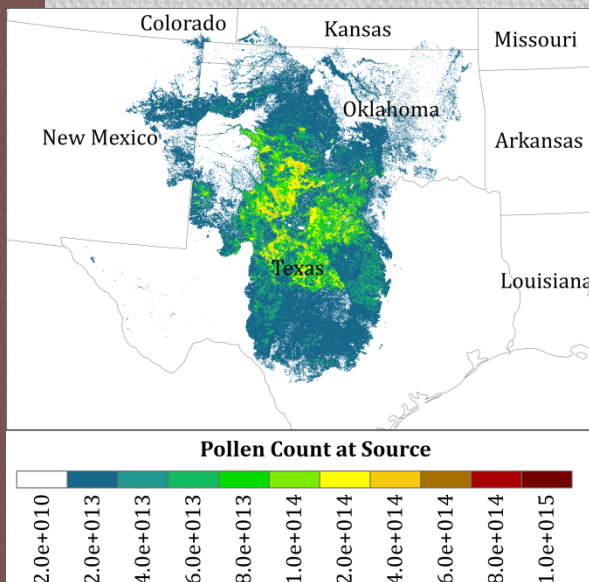 Colorado
Kansas
Missouri
Oklahoma
New Mexico
Arkansas
Texas
Louisiana
Pollen Count at Source
2.0e+010
2.0e+013
4.0e+013
6.0e+013
8.0e+013
1.0e+014
2.0e+014
4.0e+014
6.0e+014
8.0e+014
1.0e+015